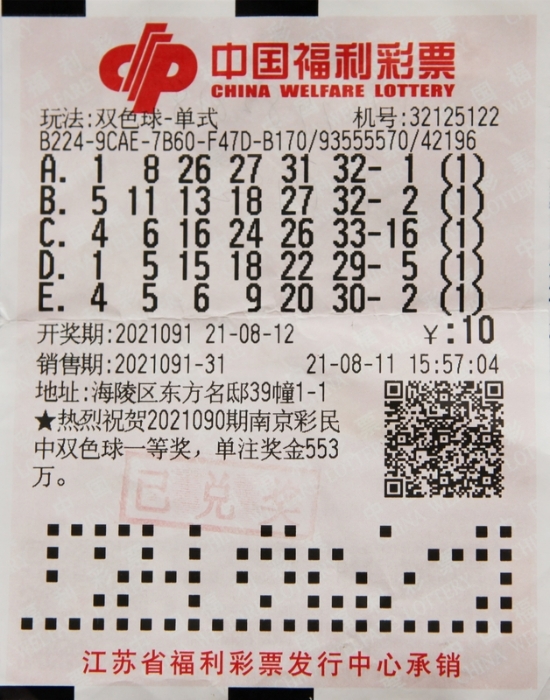 中国福利彩票
CHINA WELFARE LOTTERY
玩法:双色球-单式 机号:32125122
B224-9CAE-7B60-F47D-B170/93555570/42196
A. 1 8 26 27 31 32- 1 (1)
B. 5 11 13 18 27 32- 2 (1)
C. 4 6 16 24 26 33-16 (1)
D. 1 5 15 18 22 29- 5 (1)
E. 4 5 6 9 20 30- 2 (1)
开奖期:2021091 21-08-12 ￥:10
销售期:2021091-31 21-08-11 15:57:04
地址:海陵区东方名邸39幢1-1
★热烈祝贺2021090期南京彩民
中双色球一等奖，单注奖金553
万。
已兑奖
江苏省福利彩票发行中心承销